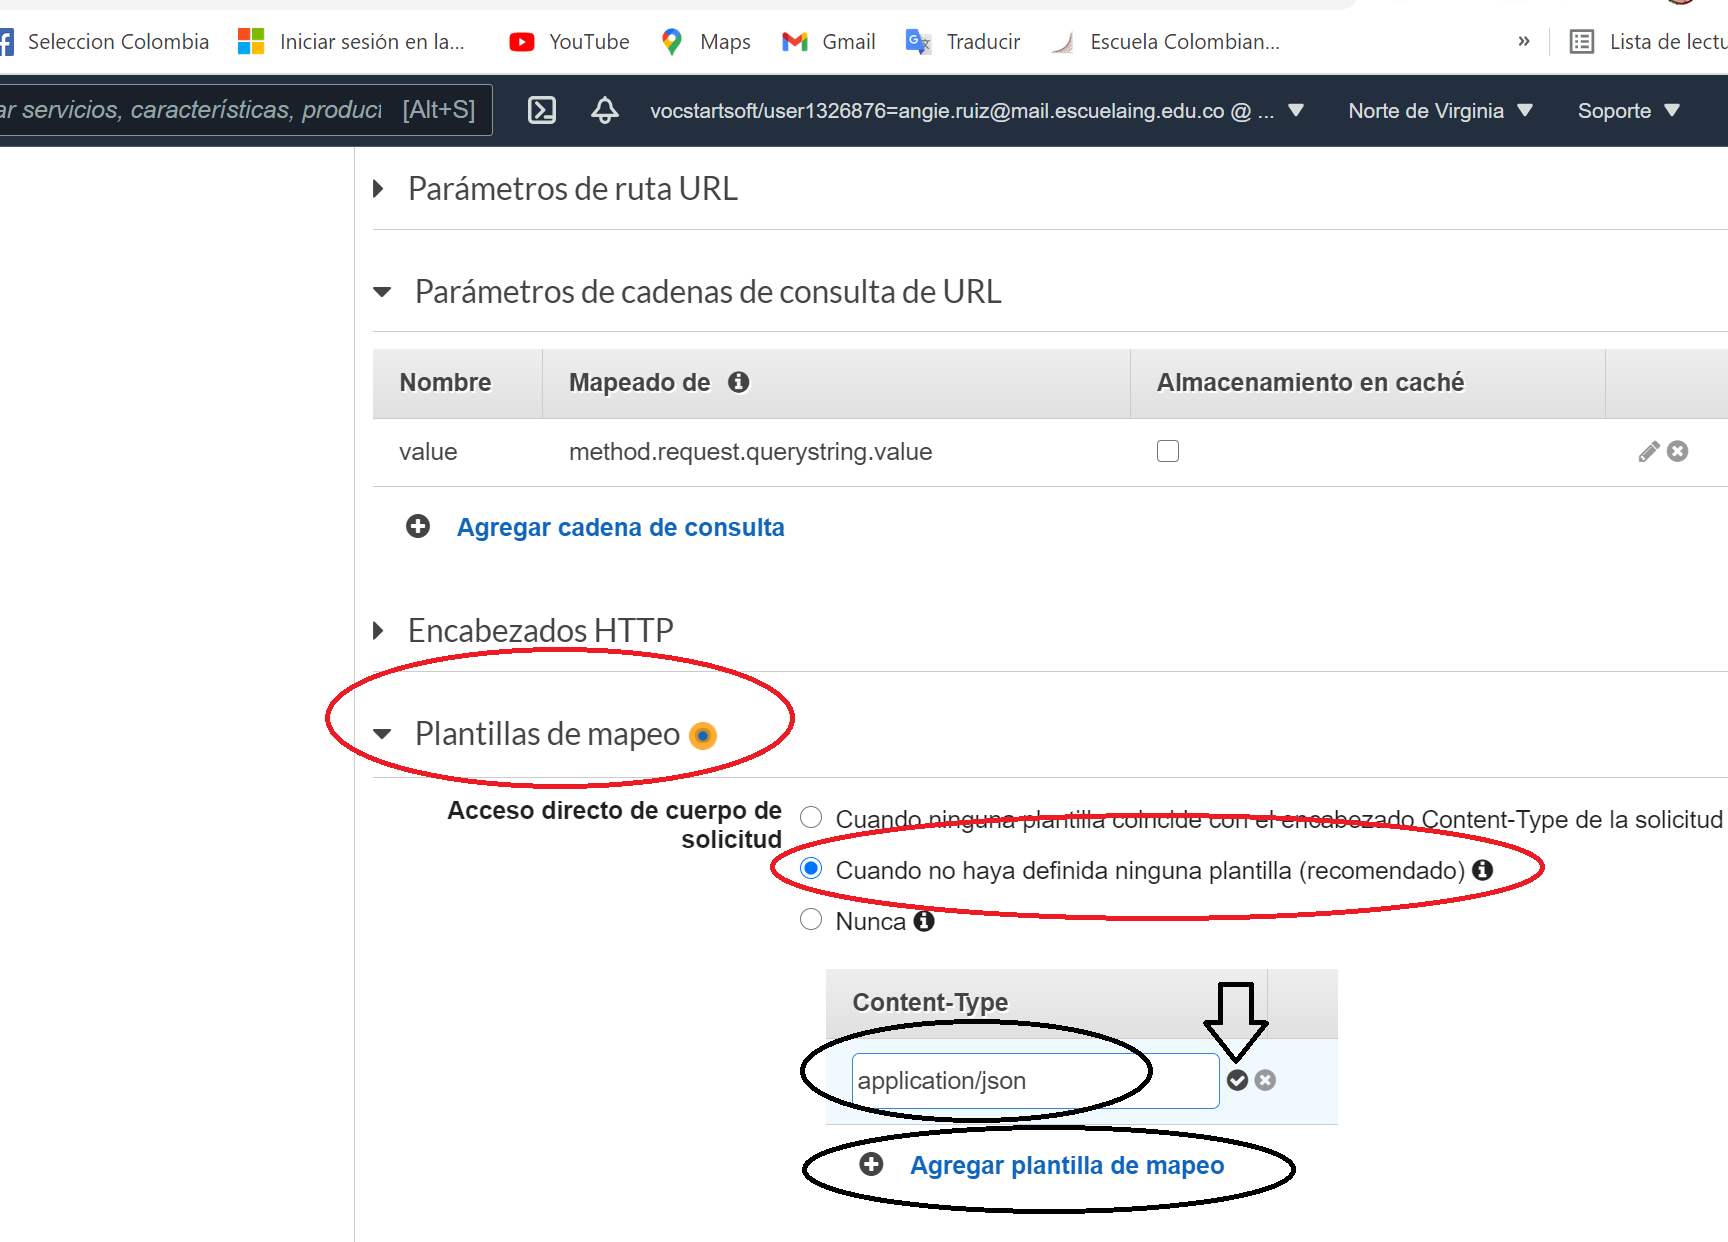 Seleccion Colombia Iniciar sesión en la... YouTube Maps Gmail Traducir Escuela Colombian... » Lista de lectu
ar servicios, características, product [Alt+S] vocstartsoft/user1326876=angie.ruiz@mail.escuelaing.edu.co @ ... Norte de Virginia Soporte
Parámetros de ruta URL
Parámetros de cadenas de consulta de URL
Nombre Mapeado de Almacenamiento en caché
value method.request.querystring.value
Agregar cadena de consulta
Encabezados HTTP
Plantillas de mapeo
Acceso directo de cuerpo de solicitud
Cuando ninguna plantilla coincide con el encabezado Content-Type de la solicitud
Cuando no haya definida ninguna plantilla (recomendado)
Nunca
Content-Type
application/json
Agregar plantilla de mapeo